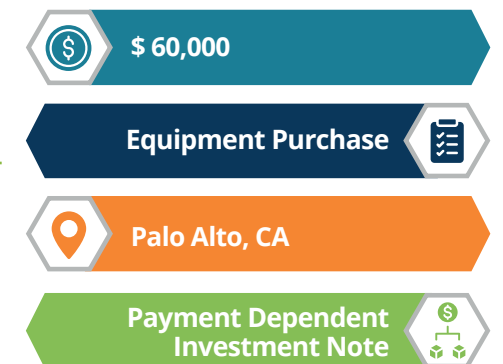 $ 60,000
Equipment Purchase
Palo Alto, CA
Payment Dependent
Investment Note